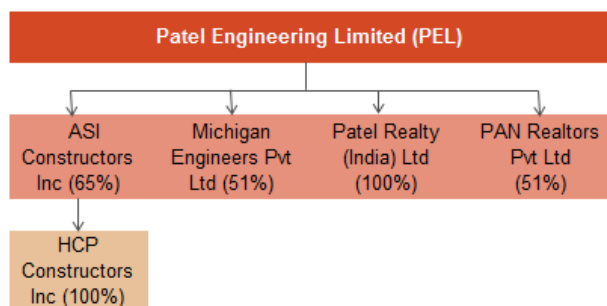 Patel Engineering Limited (PEL)
ASI
Constructors
Inc (65%)
Michigan
Engineers Pvt
Ltd (51%)
Patel Realty
(India) Ltd
(100%)
PAN Realtors
Pvt Ltd
(51%)
HCP
Constructors
Inc (100%)